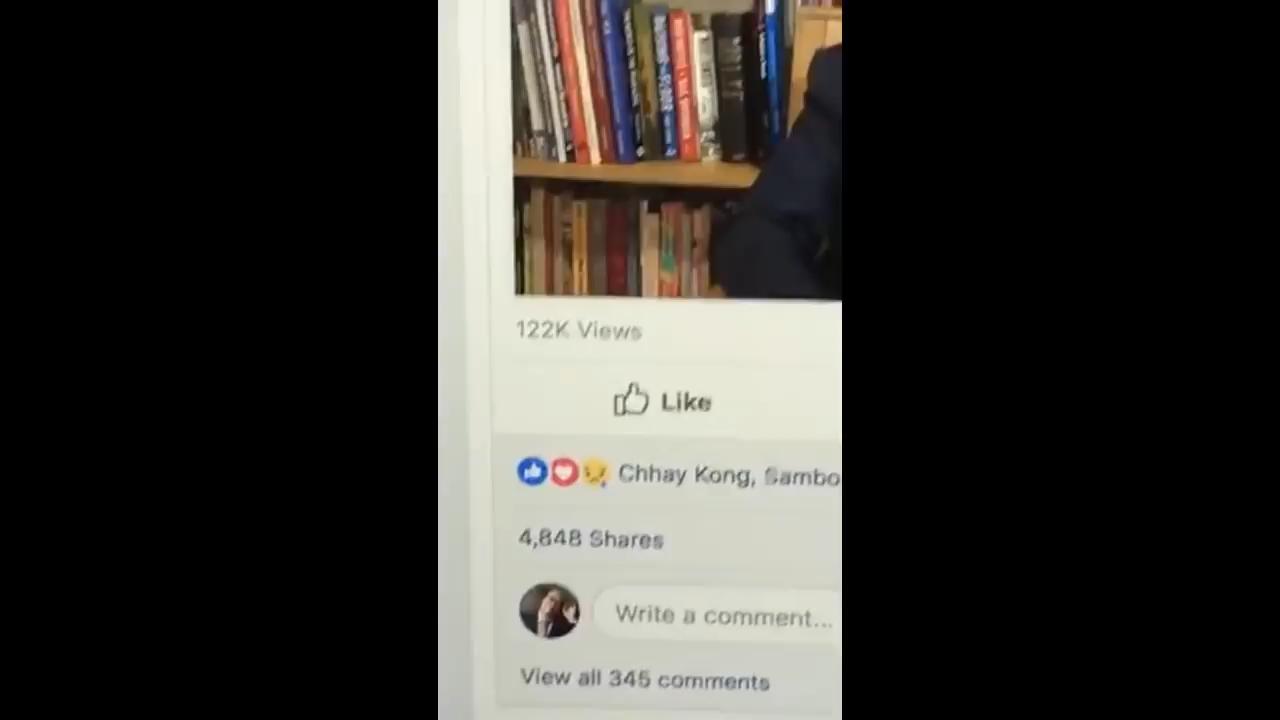 122K Views
Like
Chhay Kong, Sambo
4,848 Shares
Write a comment...
View all 345 comments